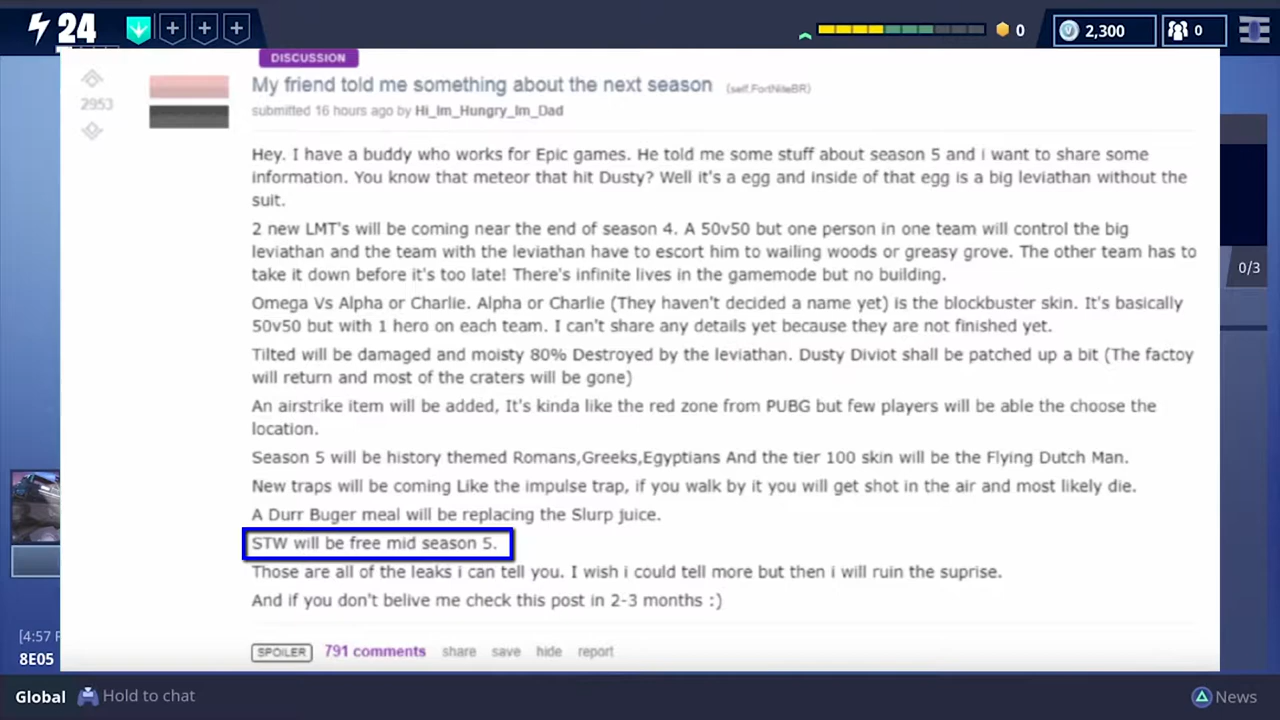 24
0
2,300
0
DISCUSSION
My friend told me something about the next season (self.FortNiteBR)
2953
submitted 16 hours ago by Hi_Im_Hungry_Im_Dad
Hey. I have a buddy who works for Epic games. He told me some stuff about season 5 and i want to share some
information. You know that meteor that hit Dusty? Well it's a egg and inside of that egg is a big leviathan without the
suit.
2 new LMT's will be coming near the end of season 4. A 50v50 but one person in one team will control the big
leviathan and the team with the leviathan have to escort him to wailing woods or greasy grove. The other team has to
take it down before it's too late! There's infinite lives in the gamemode but no building.
0/3
Omega Vs Alpha or Charlie. Alpha or Charlie (They haven't decided a name yet) is the blockbuster skin. It's basically
50v50 but with 1 hero on each team. I can't share any details yet because they are not finished yet.
Tilted will be damaged and moisty 80% Destroyed by the leviathan. Dusty Diviot shall be patched up a bit (The factoy
will return and most of the craters will be gone)
An airstrike item will be added, It's kinda like the red zone from PUBG but few players will be able the choose the
location.
Season 5 will be history themed Romans,Greeks,Egyptians And the tier 100 skin will be the Flying Dutch Man.
New traps will be coming Like the impulse trap, if you walk by it you will get shot in the air and most likely die.
A Durr Buger meal will be replacing the Slurp juice.
STW will be free mid season 5.
Those are all of the leaks i can tell you. I wish i could tell more but then i will ruin the suprise.
And if you don't belive me check this post in 2-3 months :)
[4:57 P
8E05
SPOILER 791 comments share save hide report
Global Hold to chat
News